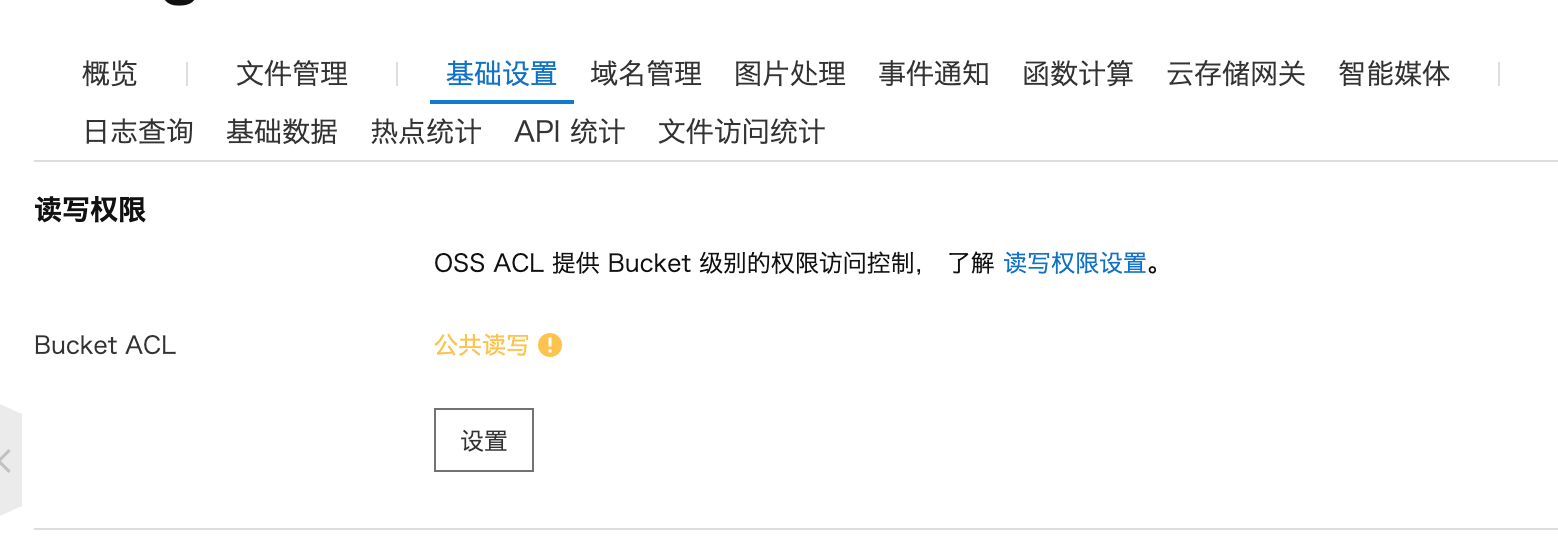 概览 文件管理 基础设置 域名管理 图片处理 事件通知 函数计算 云存储网关 智能媒体
日志查询 基础数据 热点统计 API 统计 文件访问统计
读写权限
OSS ACL 提供 Bucket 级别的权限访问控制， 了解 读写权限设置。
Bucket ACL 公共读写
设置